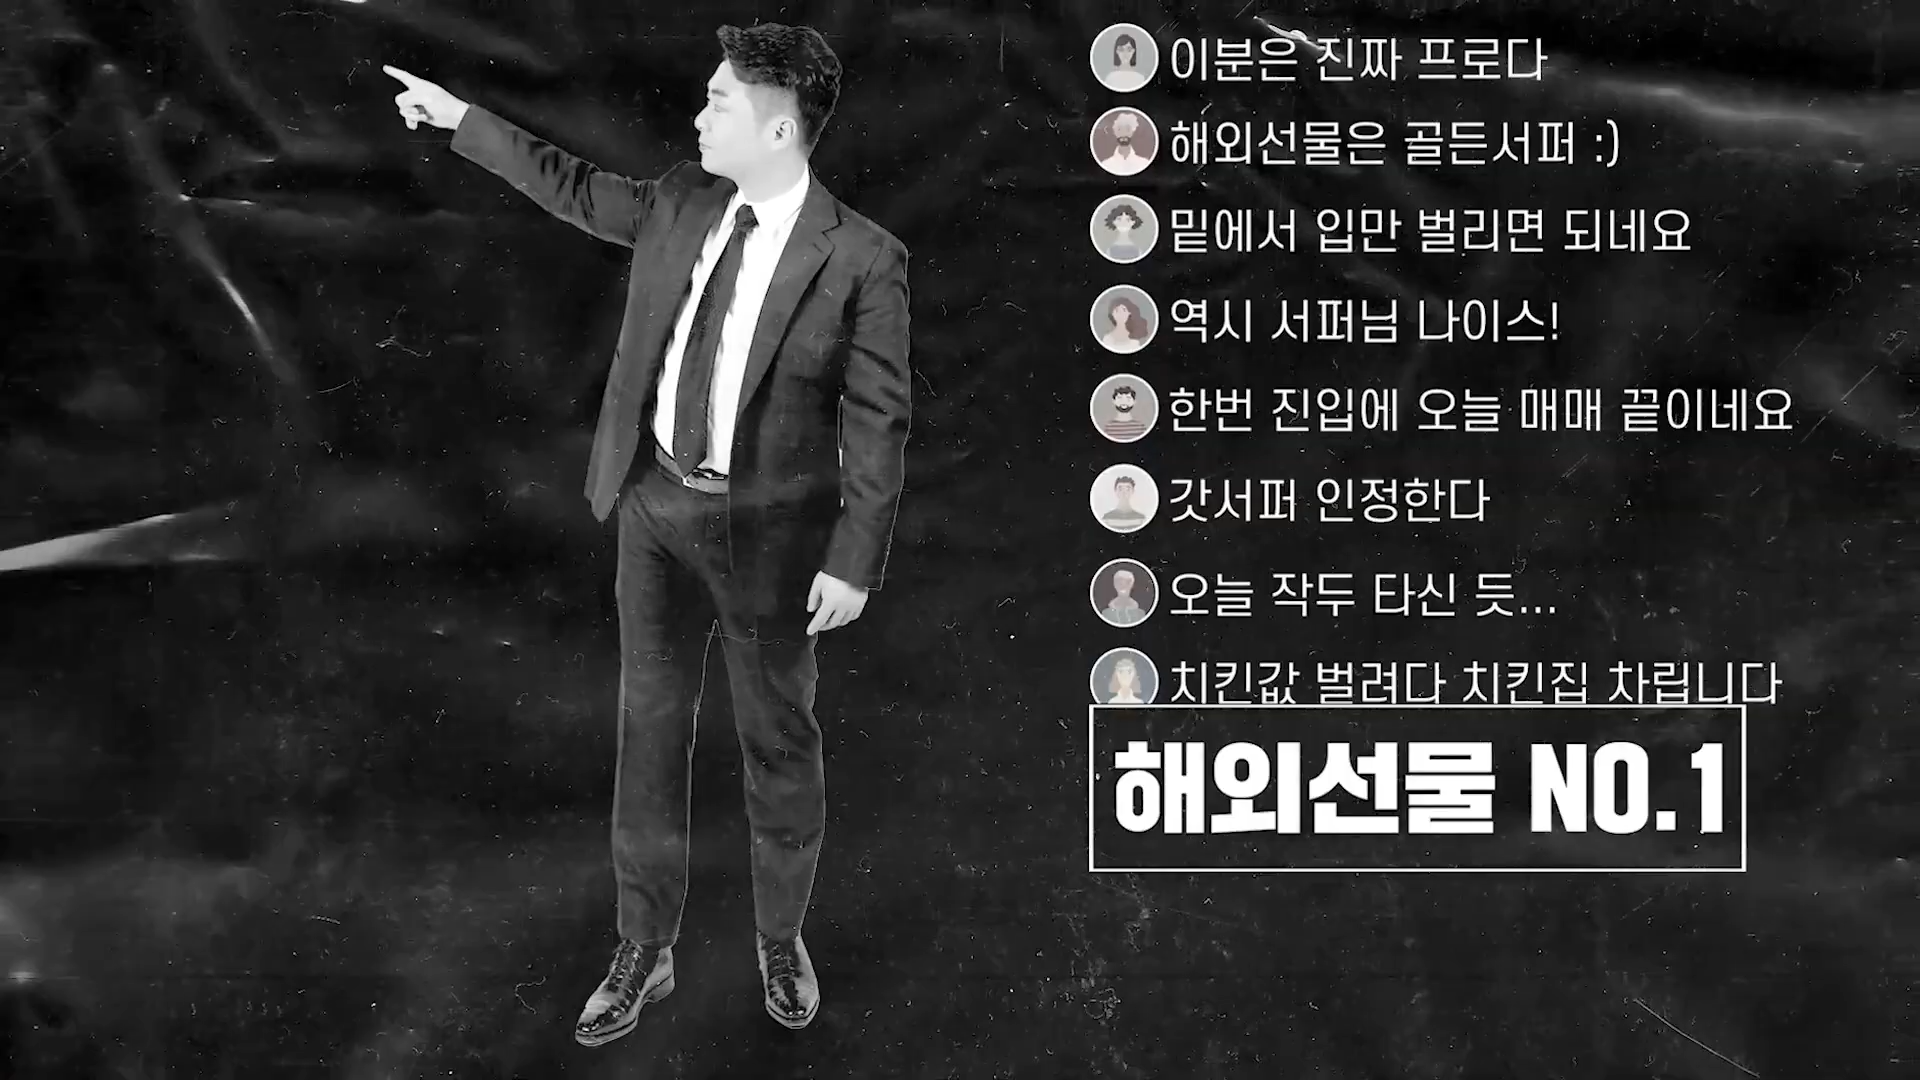 이분은 진짜 프로다
해외선물은 골든서퍼 :)
밑에서 입만 벌리면 되네요
역시 서퍼님 나이스!
한번 진입에 오늘 매매 끝이네요
갓서퍼 인정한다
오늘 작두 타신 듯...
치킨값 벌려다 치킨집 차립니다
해외선물 NO.1